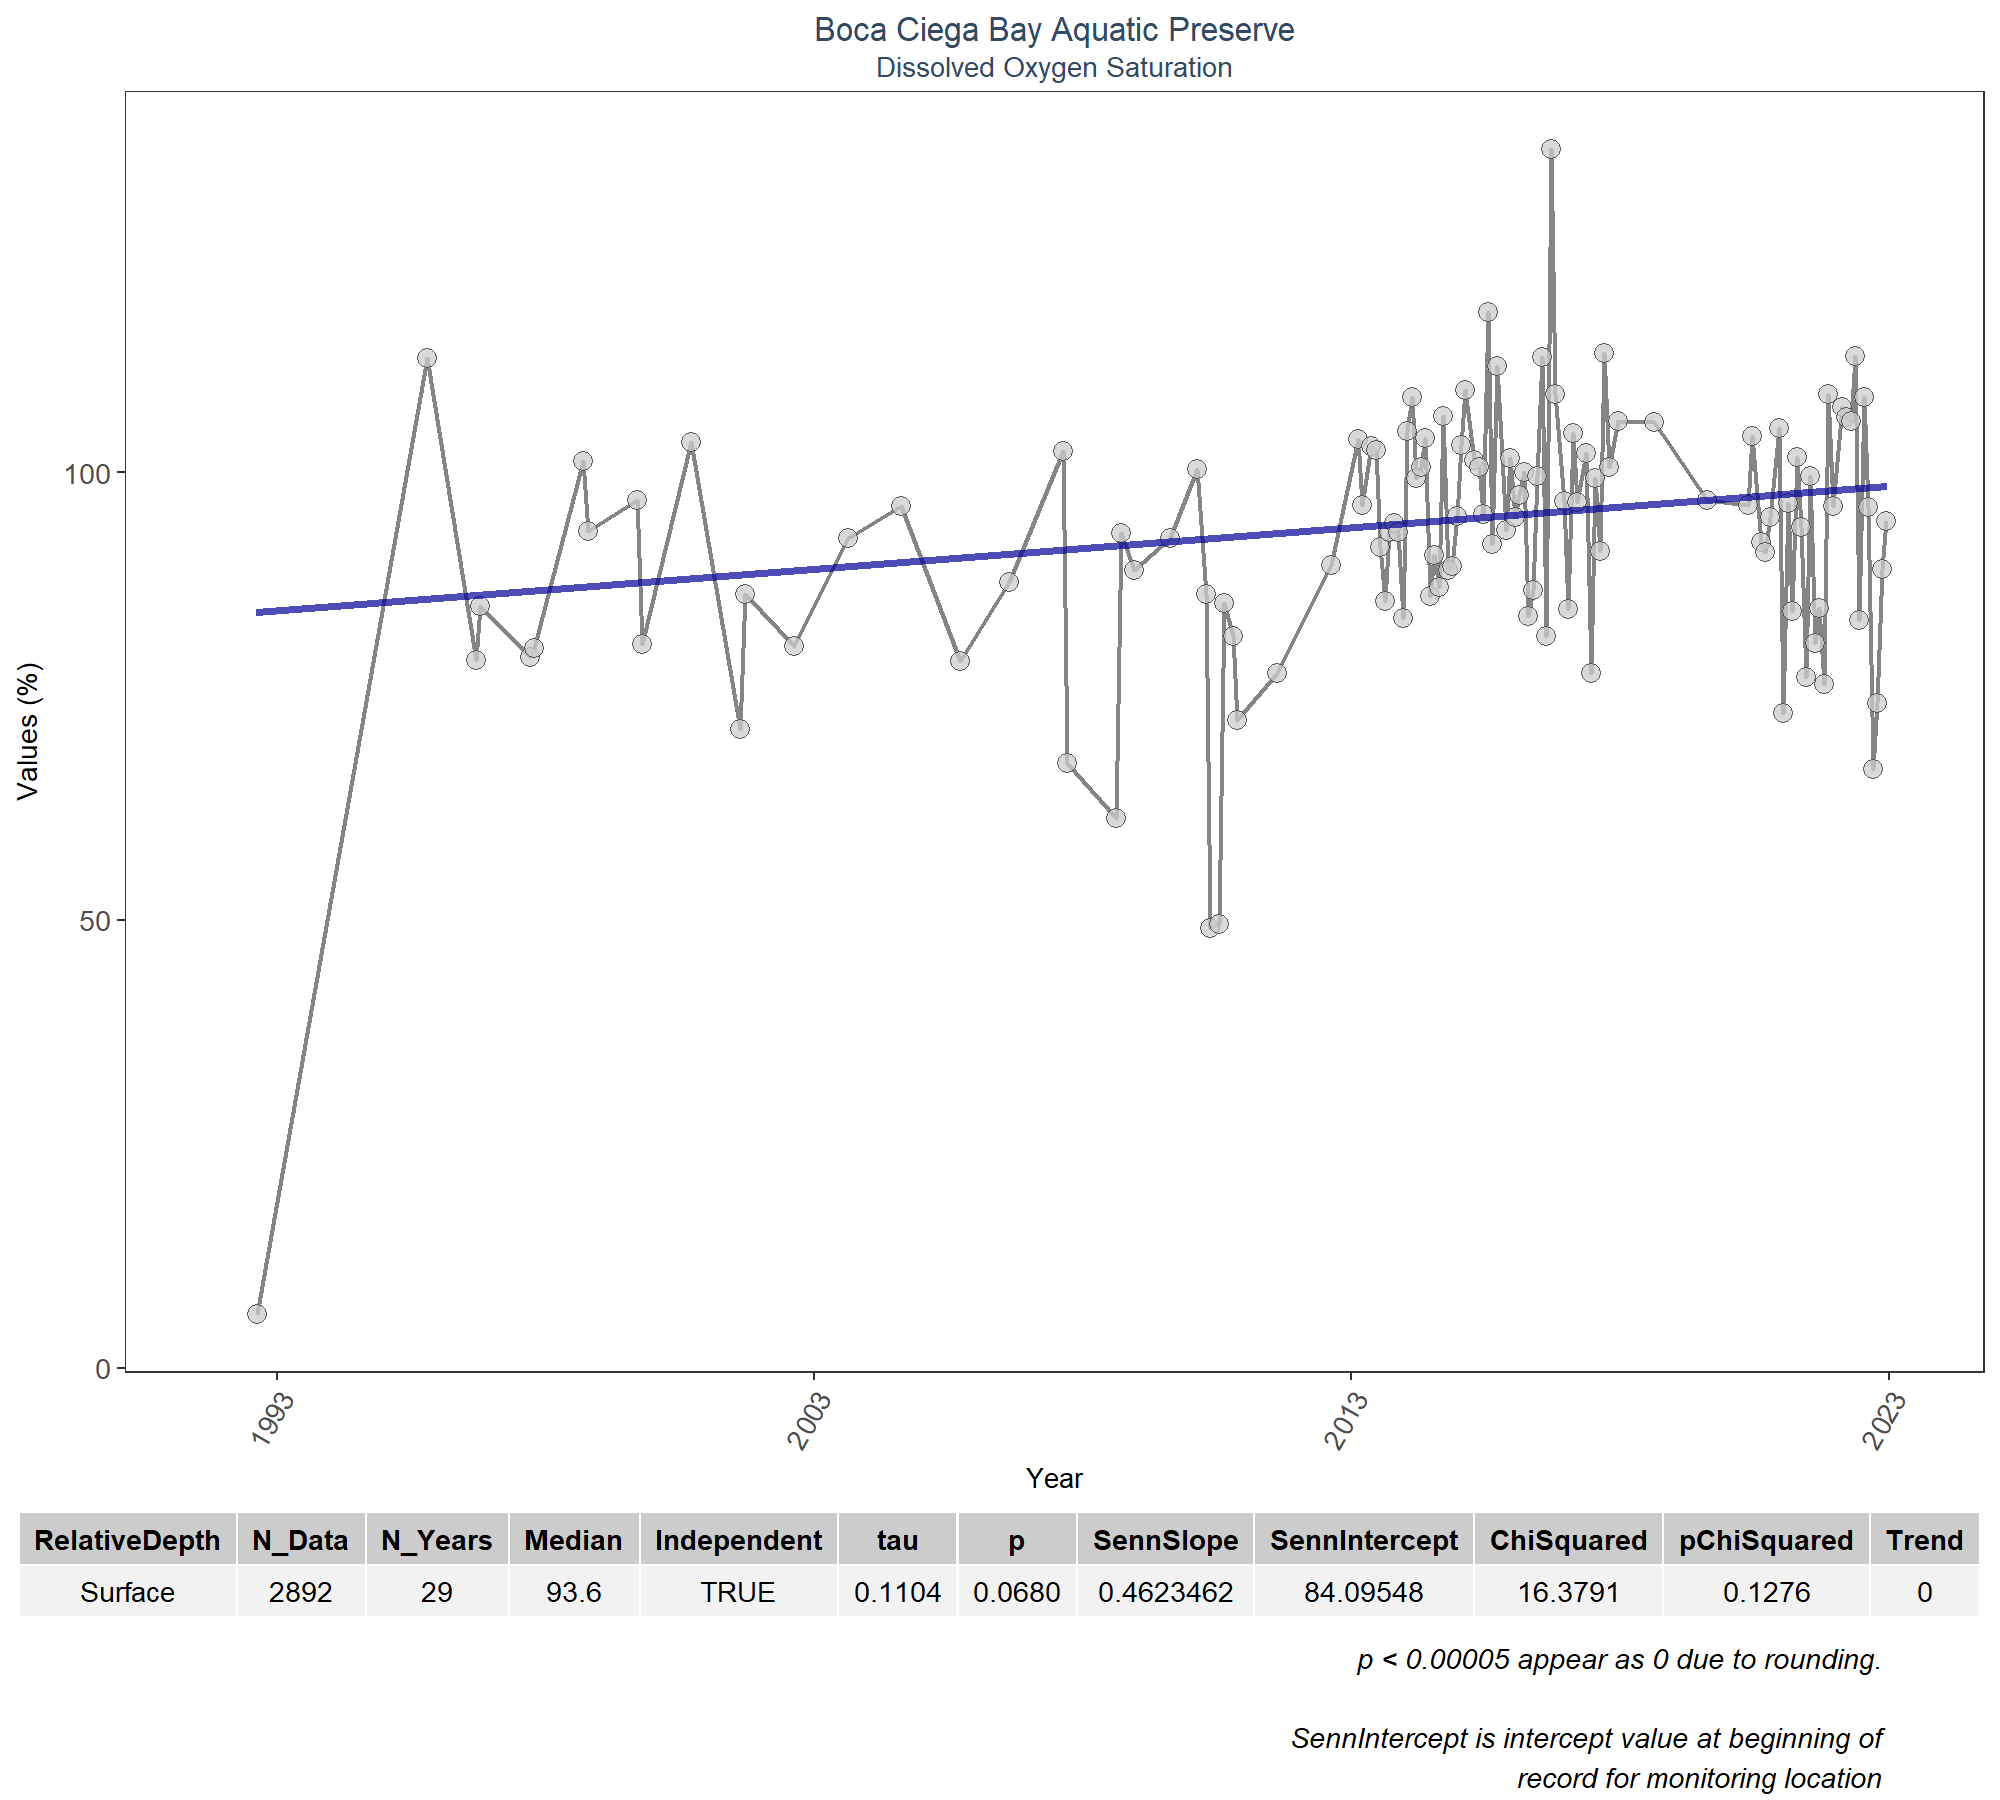 Boca Ciega Bay Aquatic Preserve
Dissolved Oxygen Saturation
Values (%)
100
50
0
1993
2003
2013
2023
Year
RelativeDepth N_Data N_Years Median Independent tau p SennSlope SennIntercept ChiSquared pChiSquared Trend
Surface 2892 29 93.6 TRUE 0.1104 0.0680 0.4623462 84.09548 16.3791 0.1276 0
p < 0.00005 appear as 0 due to rounding.
SennIntercept is intercept value at beginning of
record for monitoring location